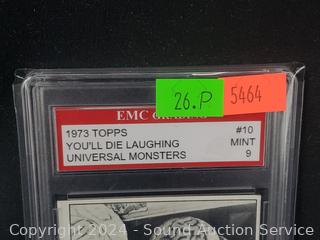 26.P
5464
EMC
1973 TOPPS #10
YOU'LL DIE LAUGHING MINT
UNIVERSAL MONSTERS 9
Copyright 2024 - Sound Auction Service